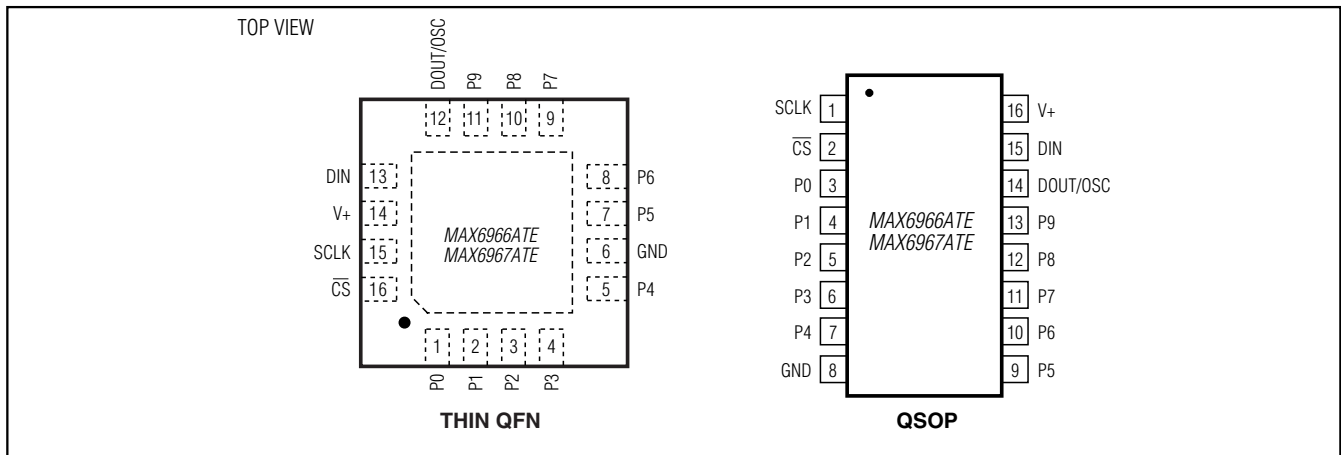 TOP VIEW
DOUT/OSC
P9
P8
P7
12 11 10 9
DIN 13
V+ 14
SCLK 15
C̅S̅ 16
8 P6
7 P5
6 GND
5 P4
MAX6966ATE
MAX6967ATE
1 2 3 4
P0
P1
P2
P3
THIN QFN
SCLK 1
C̅S̅ 2
P0 3
P1 4
P2 5
P3 6
P4 7
GND 8
MAX6966ATE
MAX6967ATE
16 V+
15 DIN
14 DOUT/OSC
13 P9
12 P8
11 P7
10 P6
9 P5
QSOP